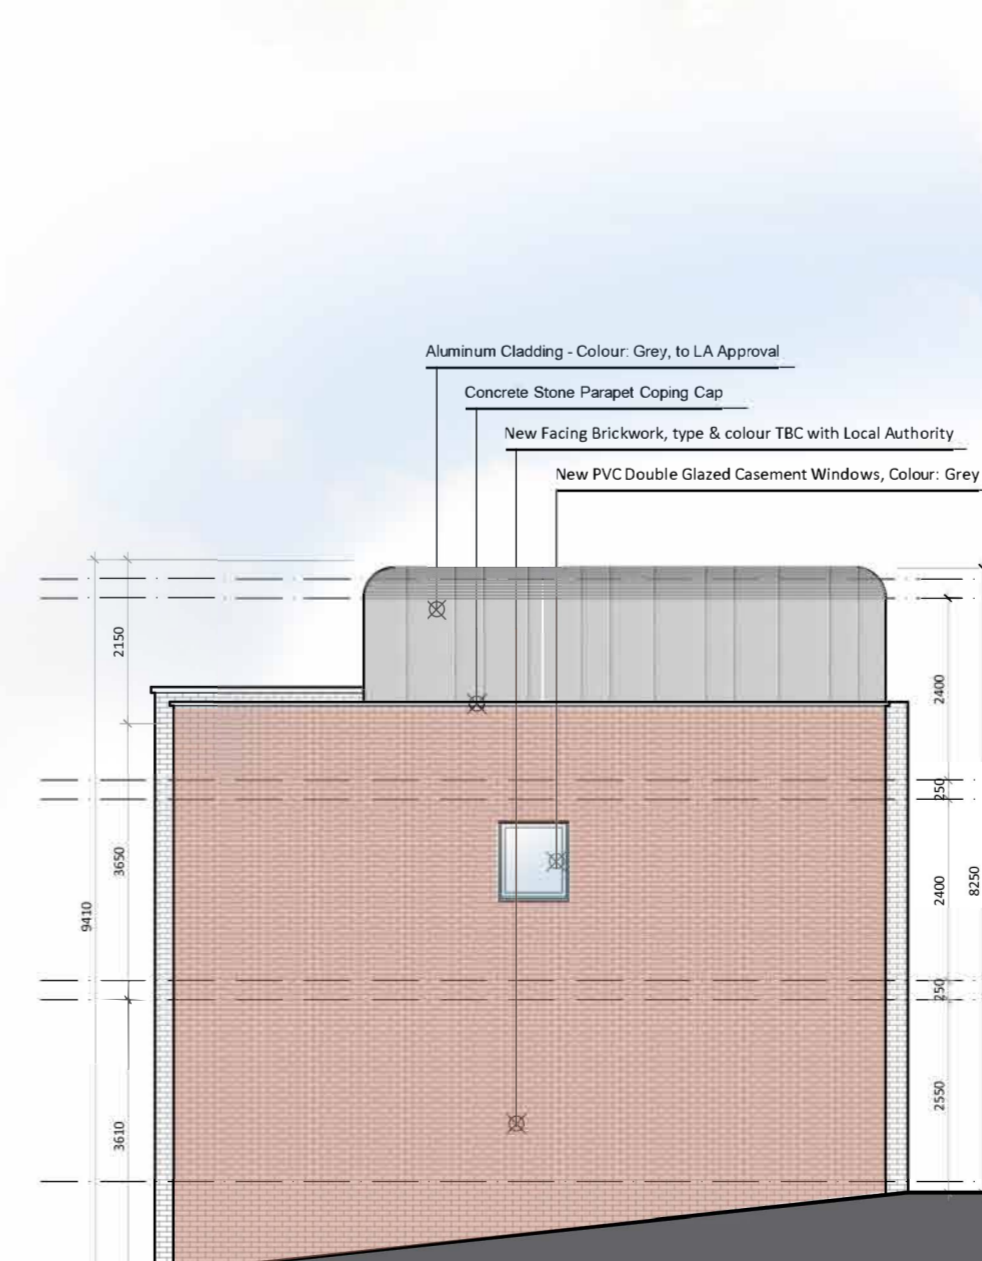 Aluminum Cladding - Colour: Grey, to LA Approval
Concrete Stone Parapet Coping Cap
New Facing Brickwork, type & colour TBC with Local Authority
New PVC Double Glazed Casement Windows, Colour: Grey
2150
3650
9410
3610
2400
250
2400
8250
250
2550